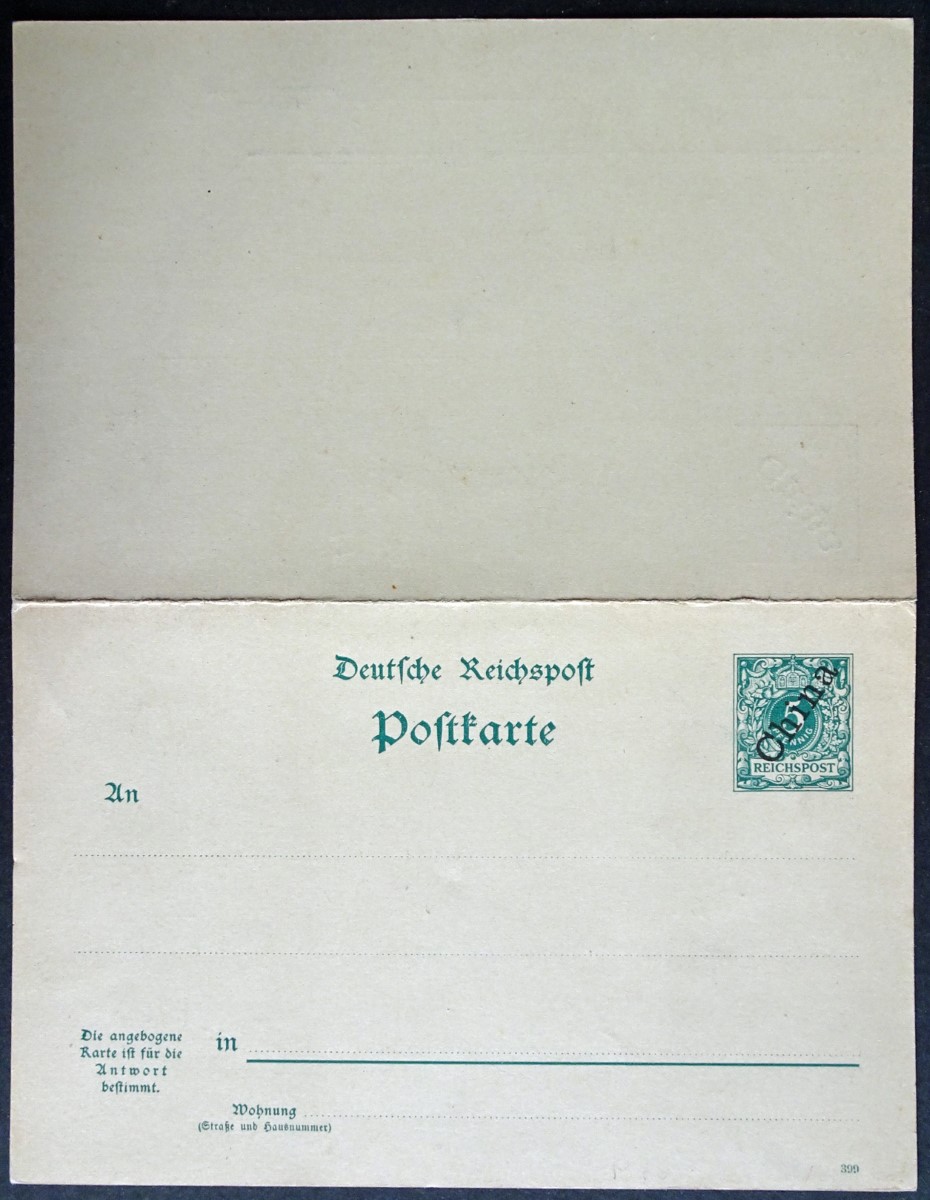 Deutsche Reichspost
Postkarte
China
5
PFENNIG
REICHSPOST
An
Die angebogene
Karte ist für die
Antwort
bestimmt.
in
Wohnung
(Straße und Hausnummer)
399